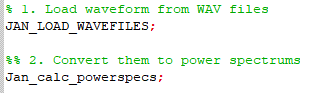 % 1. Load waveform from WAV files
JAN_LOAD_WAVEFILES;
%% 2. Convert them to power spectrums
Jan_calc_powerspecs;